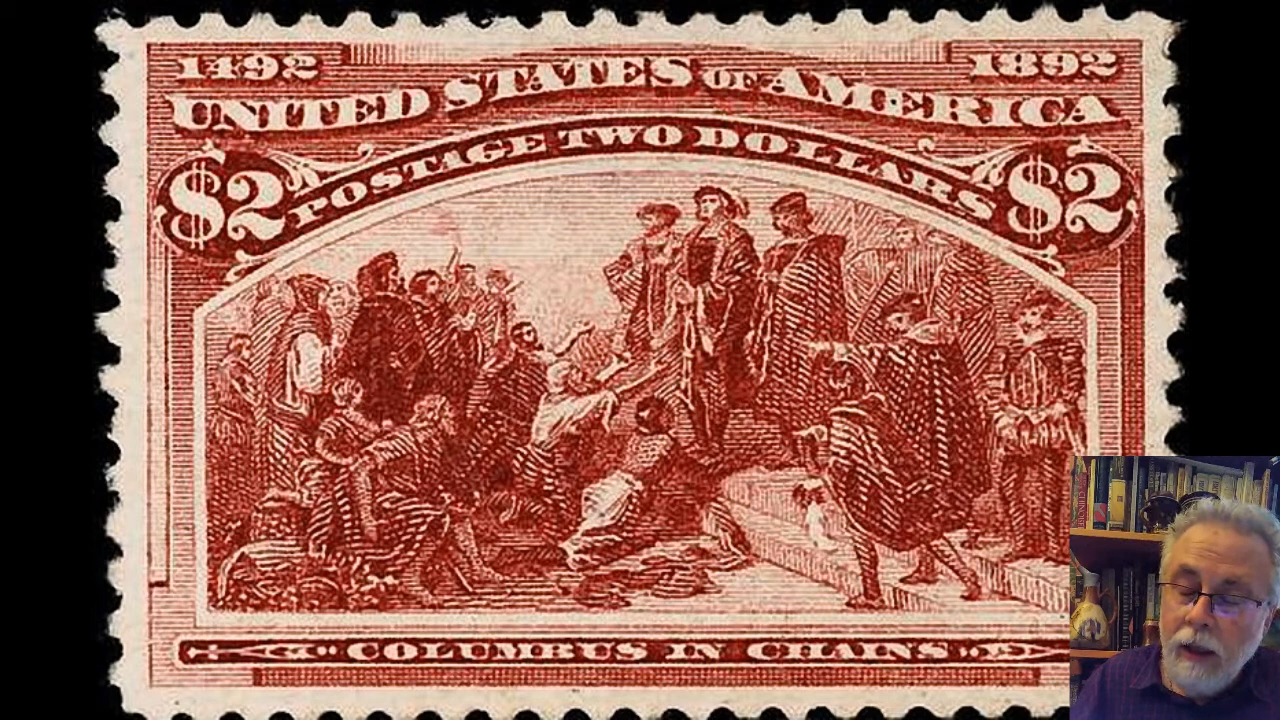 1492 1892
UNITED STATES OF AMERICA
$2 POSTAGE TWO DOLLARS $2
"COLUMBUS IN CHAINS"